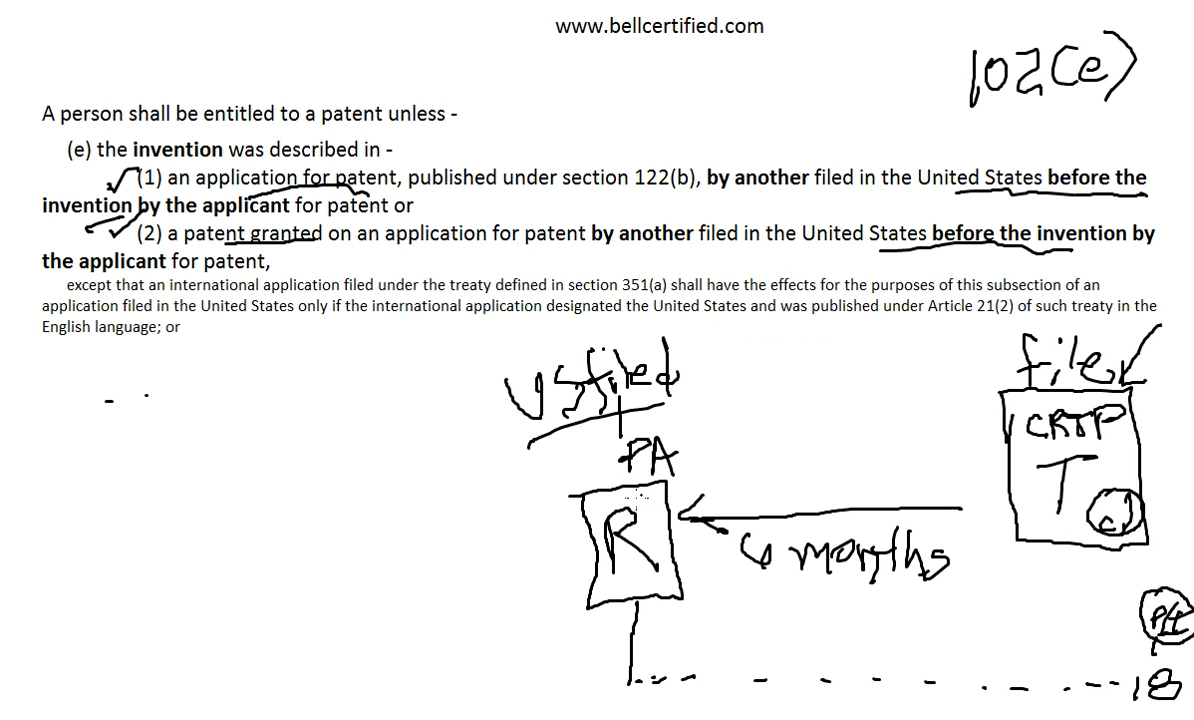 www.bellcertified.com
102(e)
A person shall be entitled to a patent unless -
(e) the invention was described in -
(1) an application for patent, published under section 122(b), by another filed in the United States before the
invention by the applicant for patent or
(2) a patent granted on an application for patent by another filed in the United States before the invention by
the applicant for patent,
except that an international application filed under the treaty defined in section 351(a) shall have the effects for the purposes of this subsection of an
application filed in the United States only if the international application designated the United States and was published under Article 21(2) of such treaty in the
English language; or
US filed
filed
PA
T
R
months
18